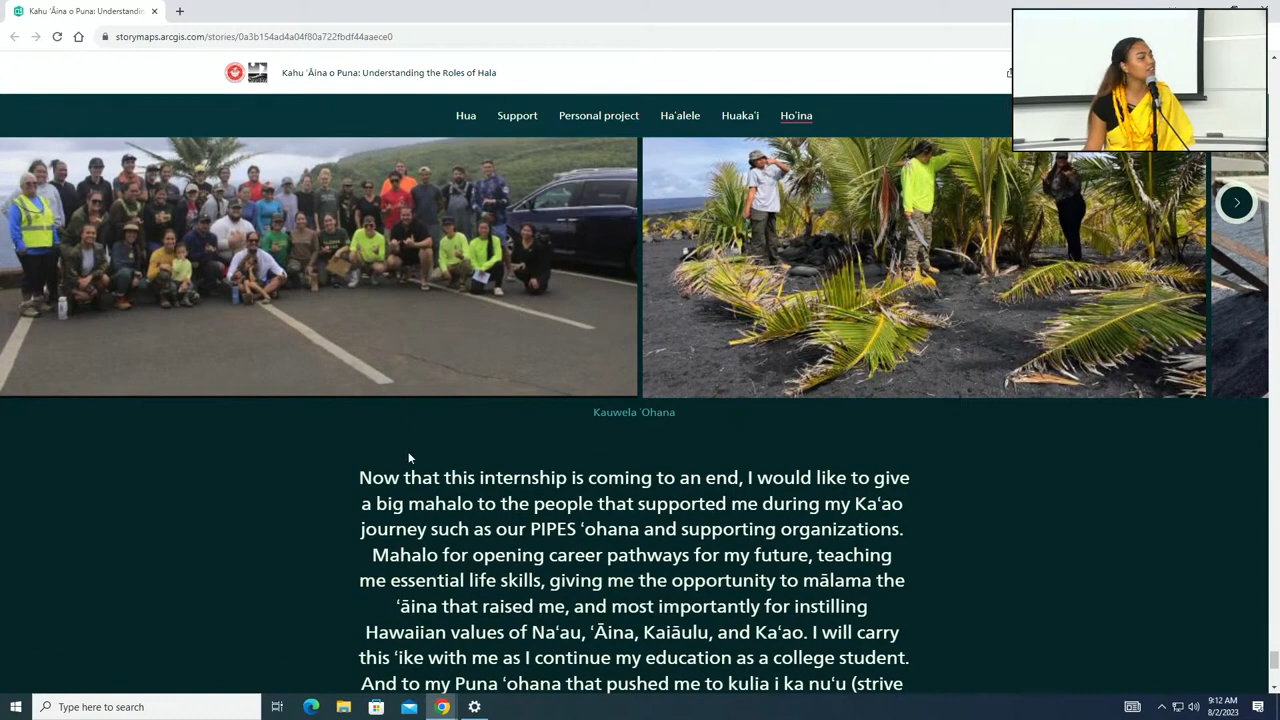 Kahu ʻĀina o Puna: Understandin
storymaps.arcgis.com/stories/0a3b154ad4a04f80a722fbdf44aaece0
Kahu ʻĀina o Puna: Understanding the Roles of Hala
Hua Support Personal project Haʻalele Huakaʻi Hoʻina
Kauwela ʻOhana
Now that this internship is coming to an end, I would like to give
a big mahalo to the people that supported me during my Kaʻao
journey such as our PIPES ʻohana and supporting organizations.
Mahalo for opening career pathways for my future, teaching
me essential life skills, giving me the opportunity to mālama the
ʻāina that raised me, and most importantly for instilling
Hawaiian values of Naʻau, ʻĀina, Kaiāulu, and Kaʻao. I will carry
this ʻike with me as I continue my education as a college student.
And to my Puna ʻohana that pushed me to kulia i ka nuʻu (strive
Type here to search
9:12 AM
8/2/2023